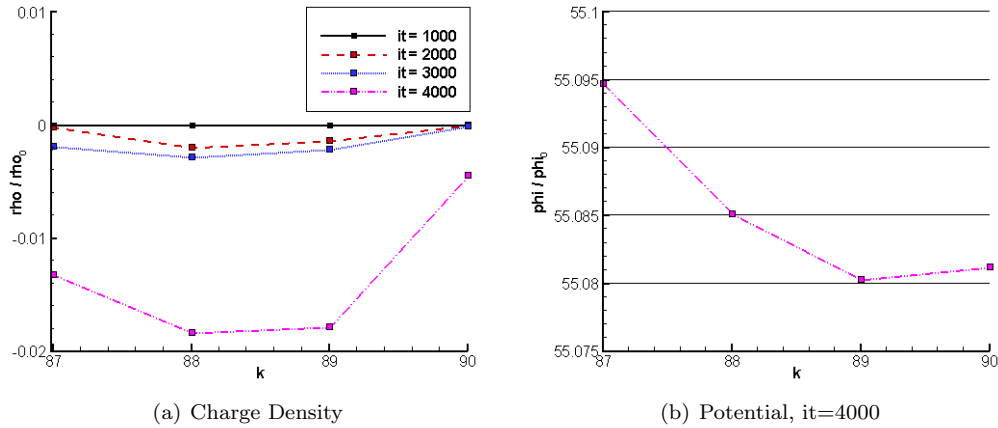 0.01
0
-0.01
-0.02
rho / rho0
it = 1000
it = 2000
it = 3000
it = 4000
87
88
89
90
k
(a) Charge Density
55.1
55.095
55.09
55.085
55.08
55.075
phi / phi0
87
88
89
90
k
(b) Potential, it=4000